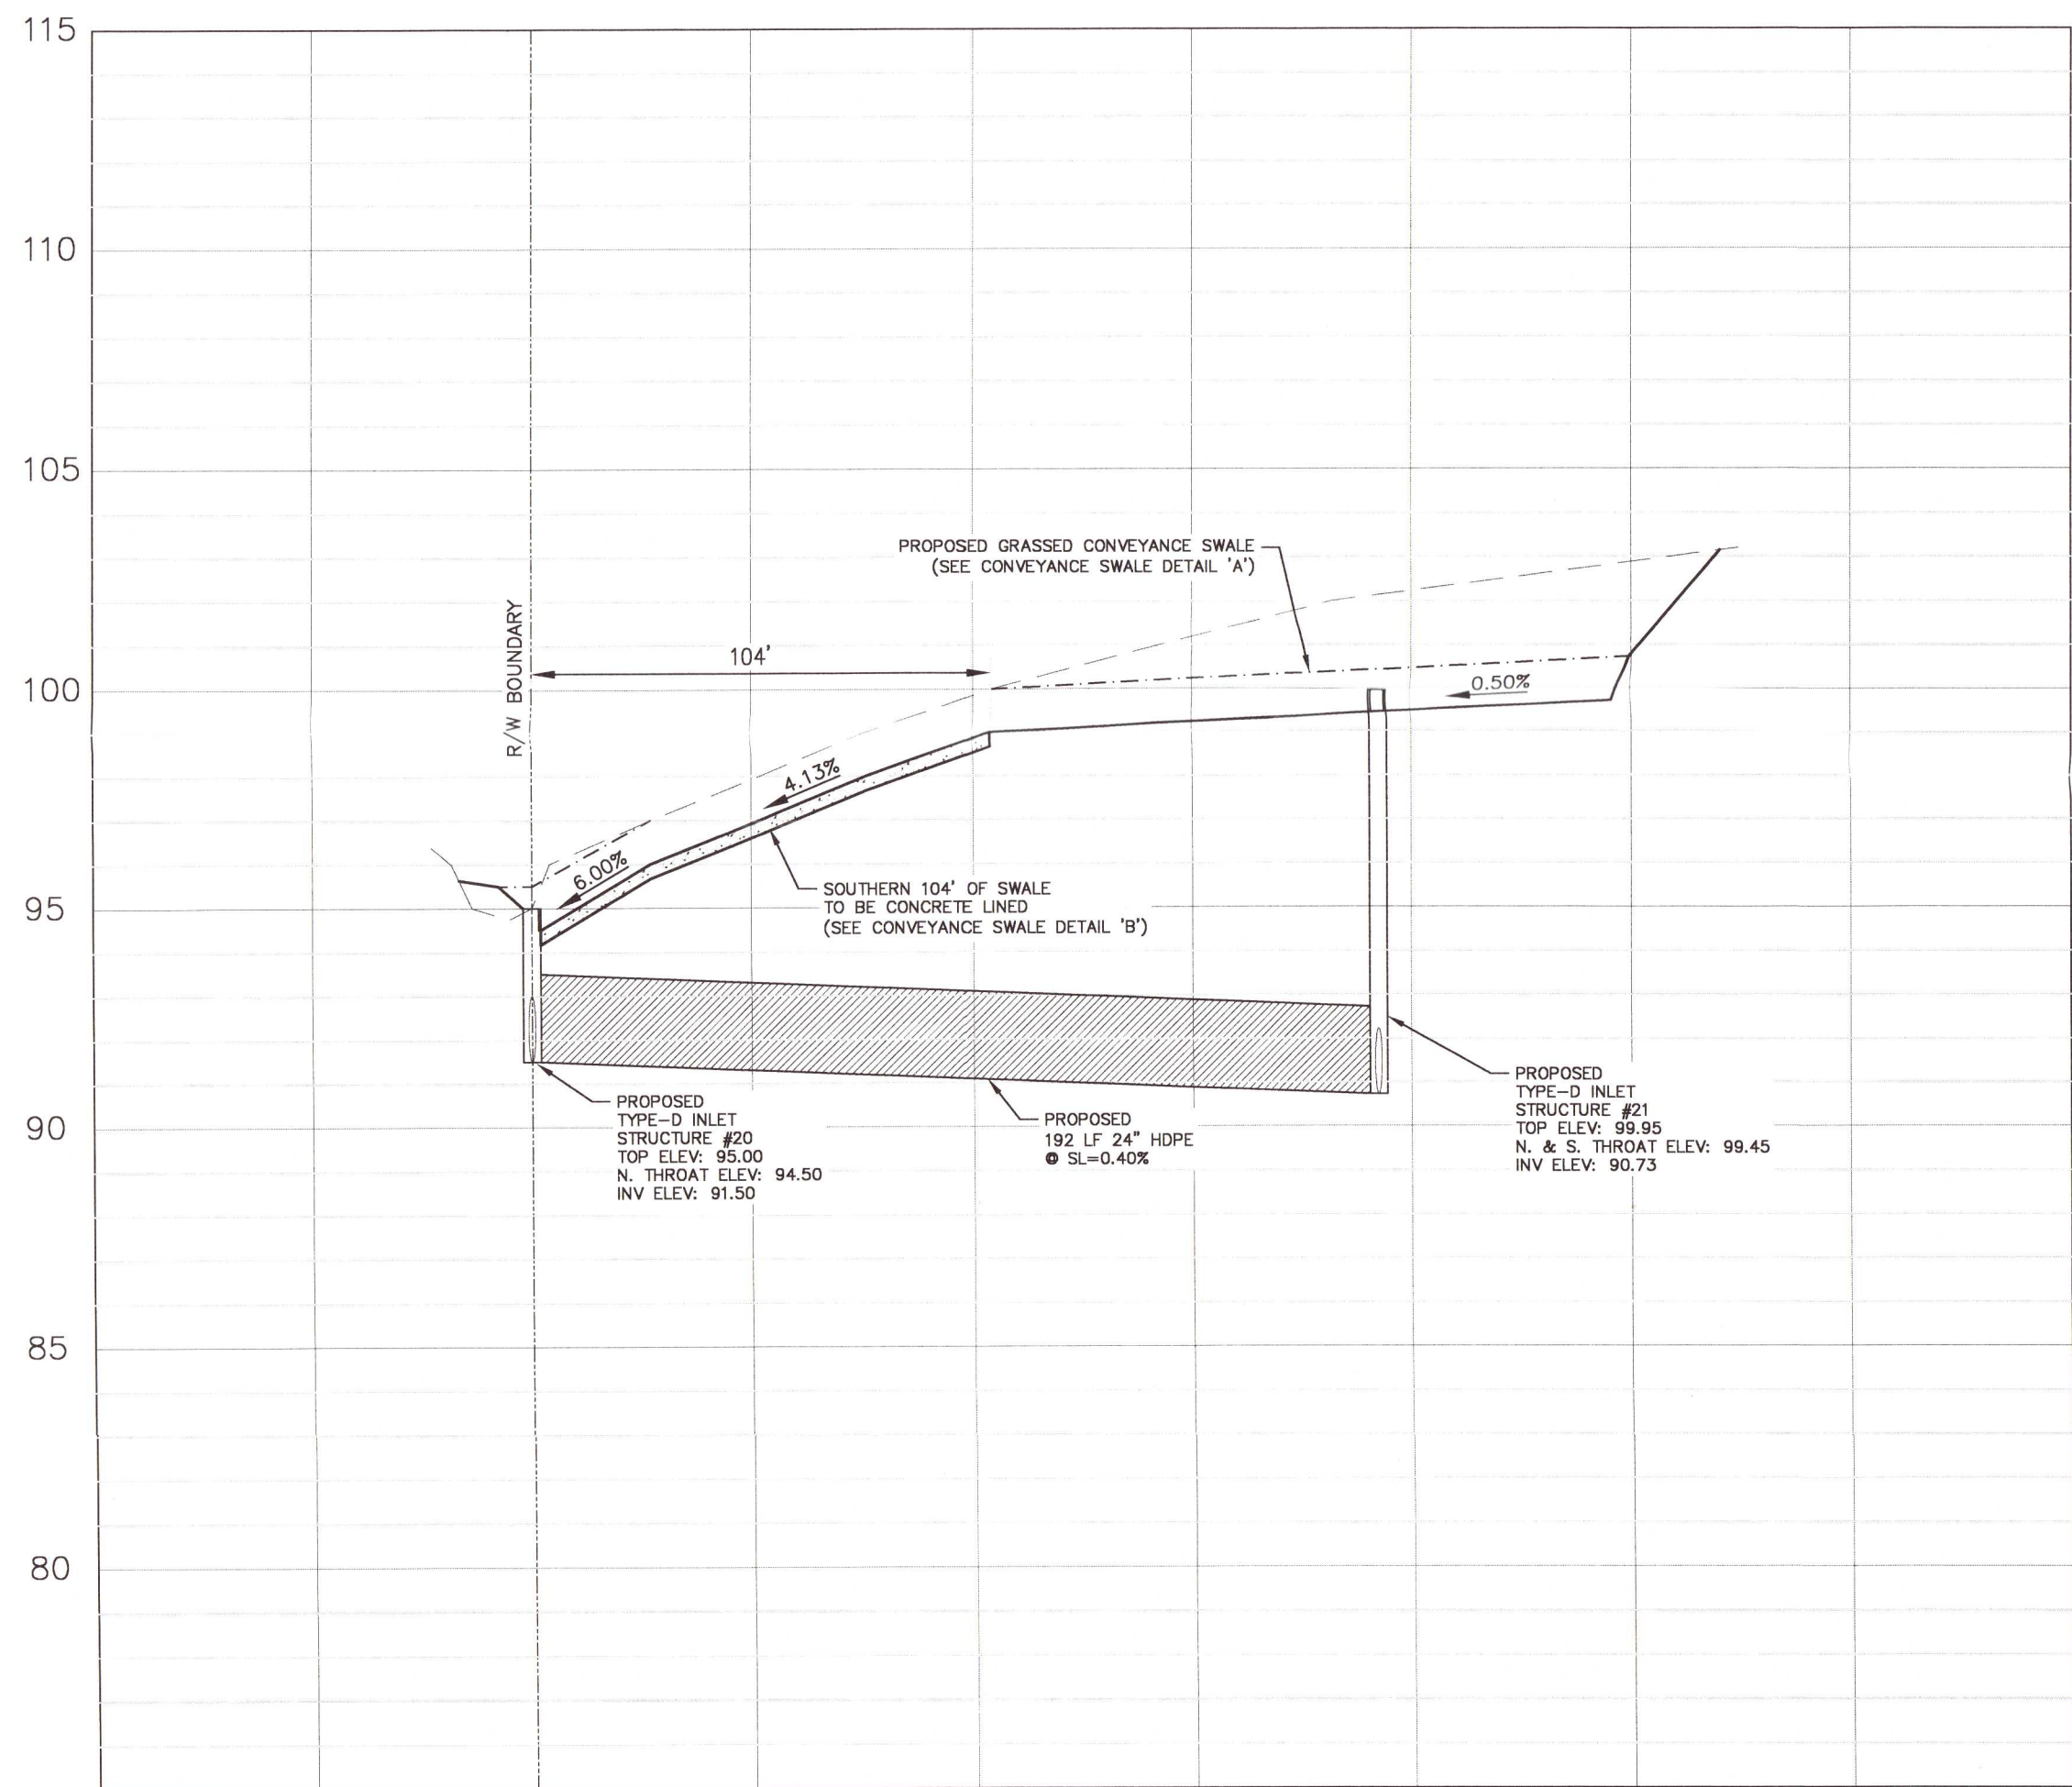 115
110
105
100
95
90
85
80
PROPOSED GRASSED CONVEYANCE SWALE
(SEE CONVEYANCE SWALE DETAIL 'A')
R/W BOUNDARY
104'
0.50%
4.13%
6.00%
SOUTHERN 104' OF SWALE
TO BE CONCRETE LINED
(SEE CONVEYANCE SWALE DETAIL 'B')
PROPOSED
TYPE-D INLET
STRUCTURE #20
TOP ELEV: 95.00
N. THROAT ELEV: 94.50
INV ELEV: 91.50
PROPOSED
192 LF 24" HDPE
@ SL=0.40%
PROPOSED
TYPE-D INLET
STRUCTURE #21
TOP ELEV: 99.95
N. & S. THROAT ELEV: 99.45
INV ELEV: 90.73